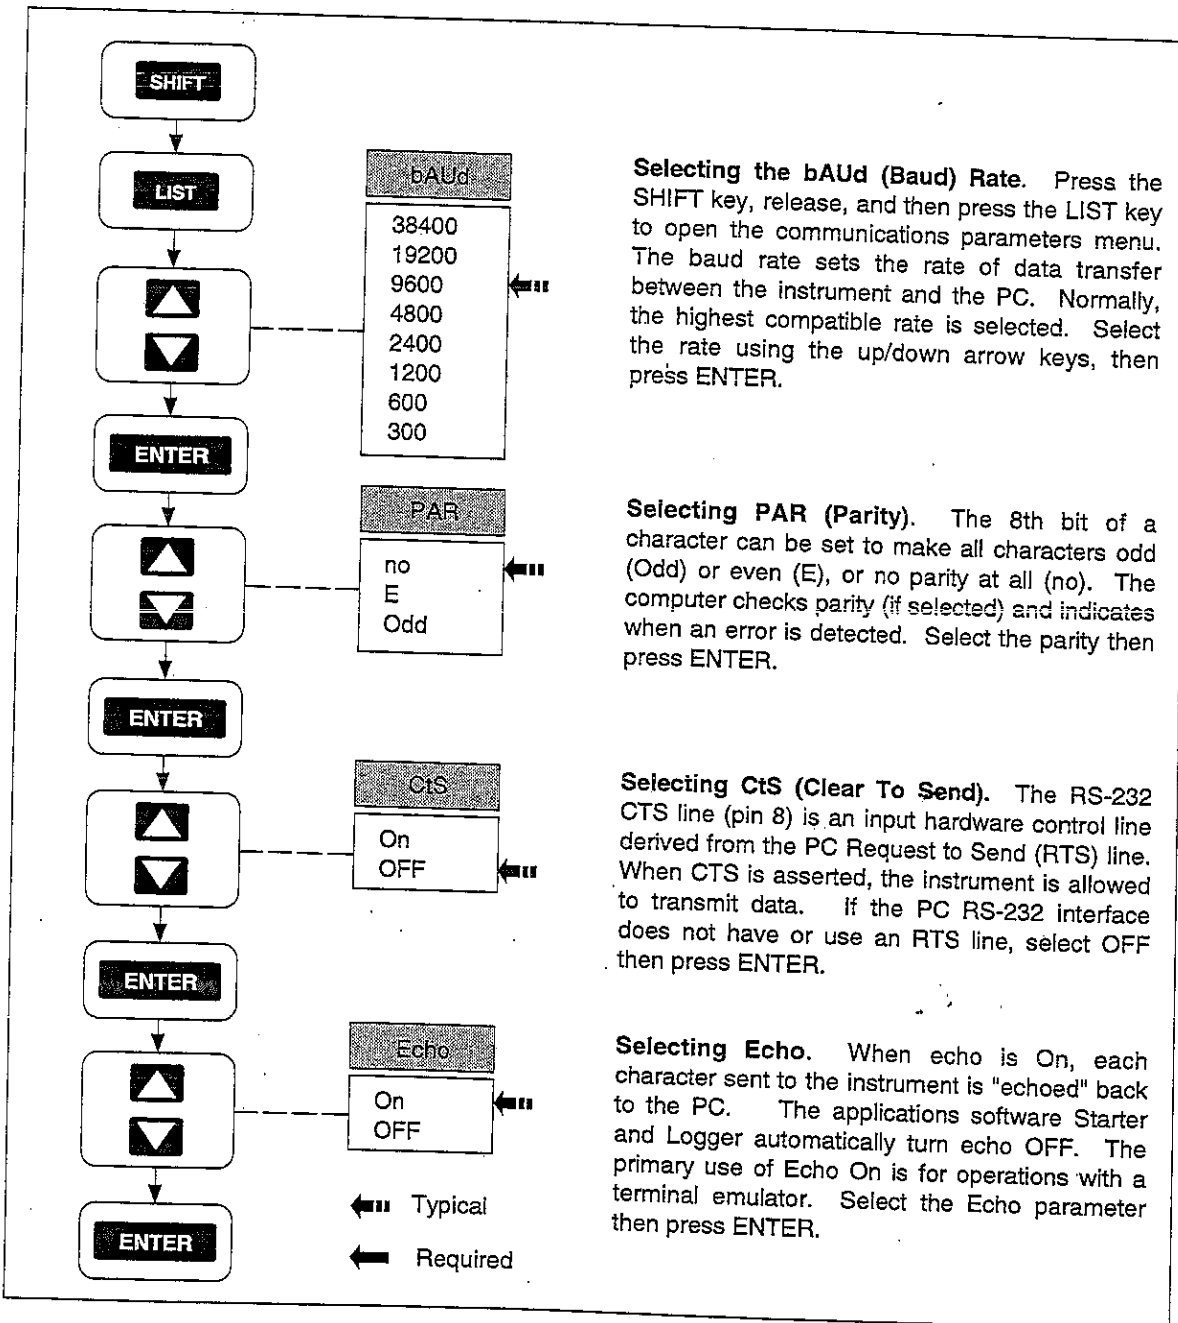 SHIFT
LIST
ENTER
ENTER
ENTER
ENTER
bAUd
38400
19200
9600
4800
2400
1200
600
300
Selecting the bAUd (Baud) Rate. Press the
SHIFT key, release, and then press the LIST key
to open the communications parameters menu.
The baud rate sets the rate of data transfer
between the instrument and the PC. Normally,
the highest compatible rate is selected. Select
the rate using the up/down arrow keys, then
press ENTER.
PAR
no
E
Odd
Selecting PAR (Parity). The 8th bit of a
character can be set to make all characters odd
(Odd) or even (E), or no parity at all (no). The
computer checks parity (if selected) and indicates
when an error is detected. Select the parity then
press ENTER.
CtS
On
OFF
Selecting CtS (Clear To Send). The RS-232
CTS line (pin 8) is an input hardware control line
derived from the PC Request to Send (RTS) line.
When CTS is asserted, the instrument is allowed
to transmit data. If the PC RS-232 interface
does not have or use an RTS line, select OFF
then press ENTER.
Echo
On
OFF
Selecting Echo. When echo is On, each
character sent to the instrument is "echoed" back
to the PC. The applications software Starter
and Logger automatically turn echo OFF. The
primary use of Echo On is for operations with a
terminal emulator. Select the Echo parameter
then press ENTER.
Typical
Required